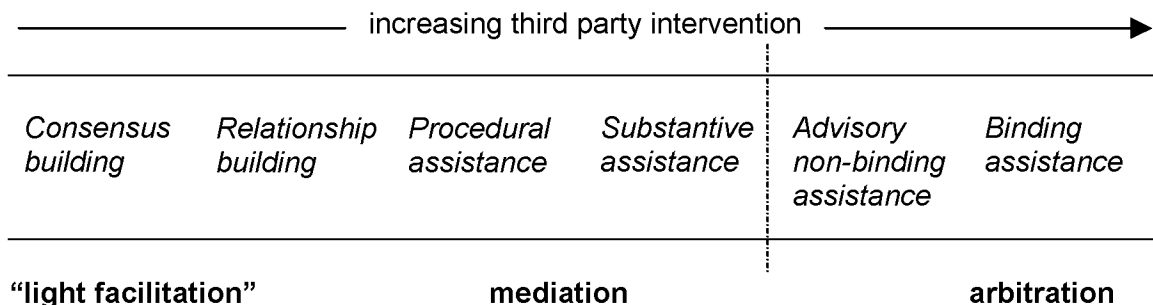 increasing third party intervention
Consensus building
Relationship building
Procedural assistance
Substantive assistance
Advisory non-binding assistance
Binding assistance
“light facilitation”
mediation
arbitration